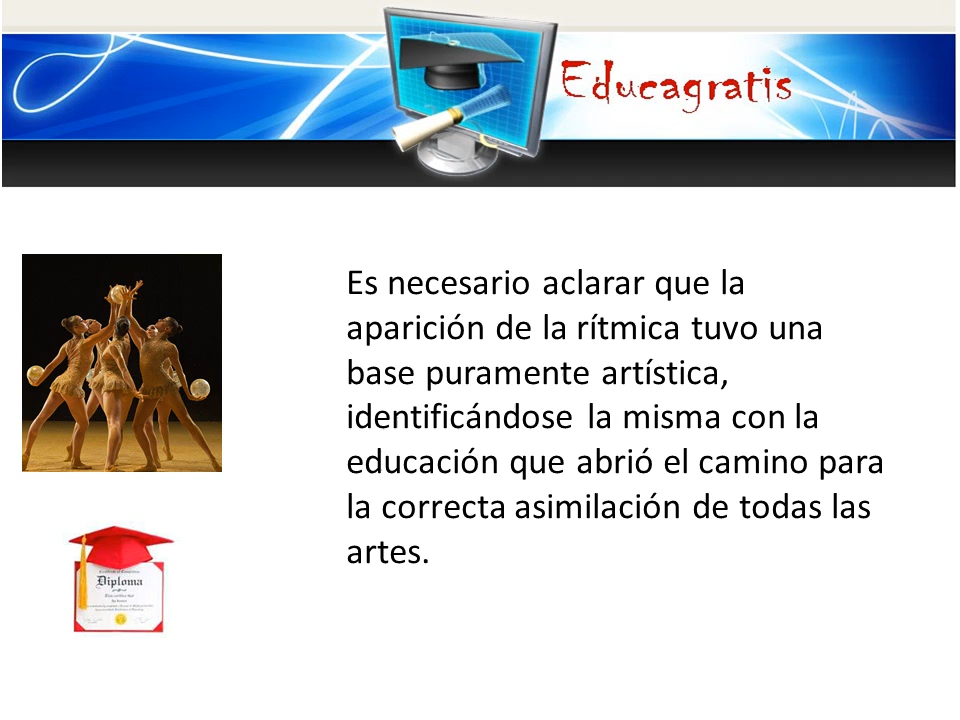 Educagratis
Es necesario aclarar que la
aparición de la rítmica tuvo una
base puramente artística,
identificándose la misma con la
educación que abrió el camino para
la correcta asimilación de todas las
artes.
Diploma